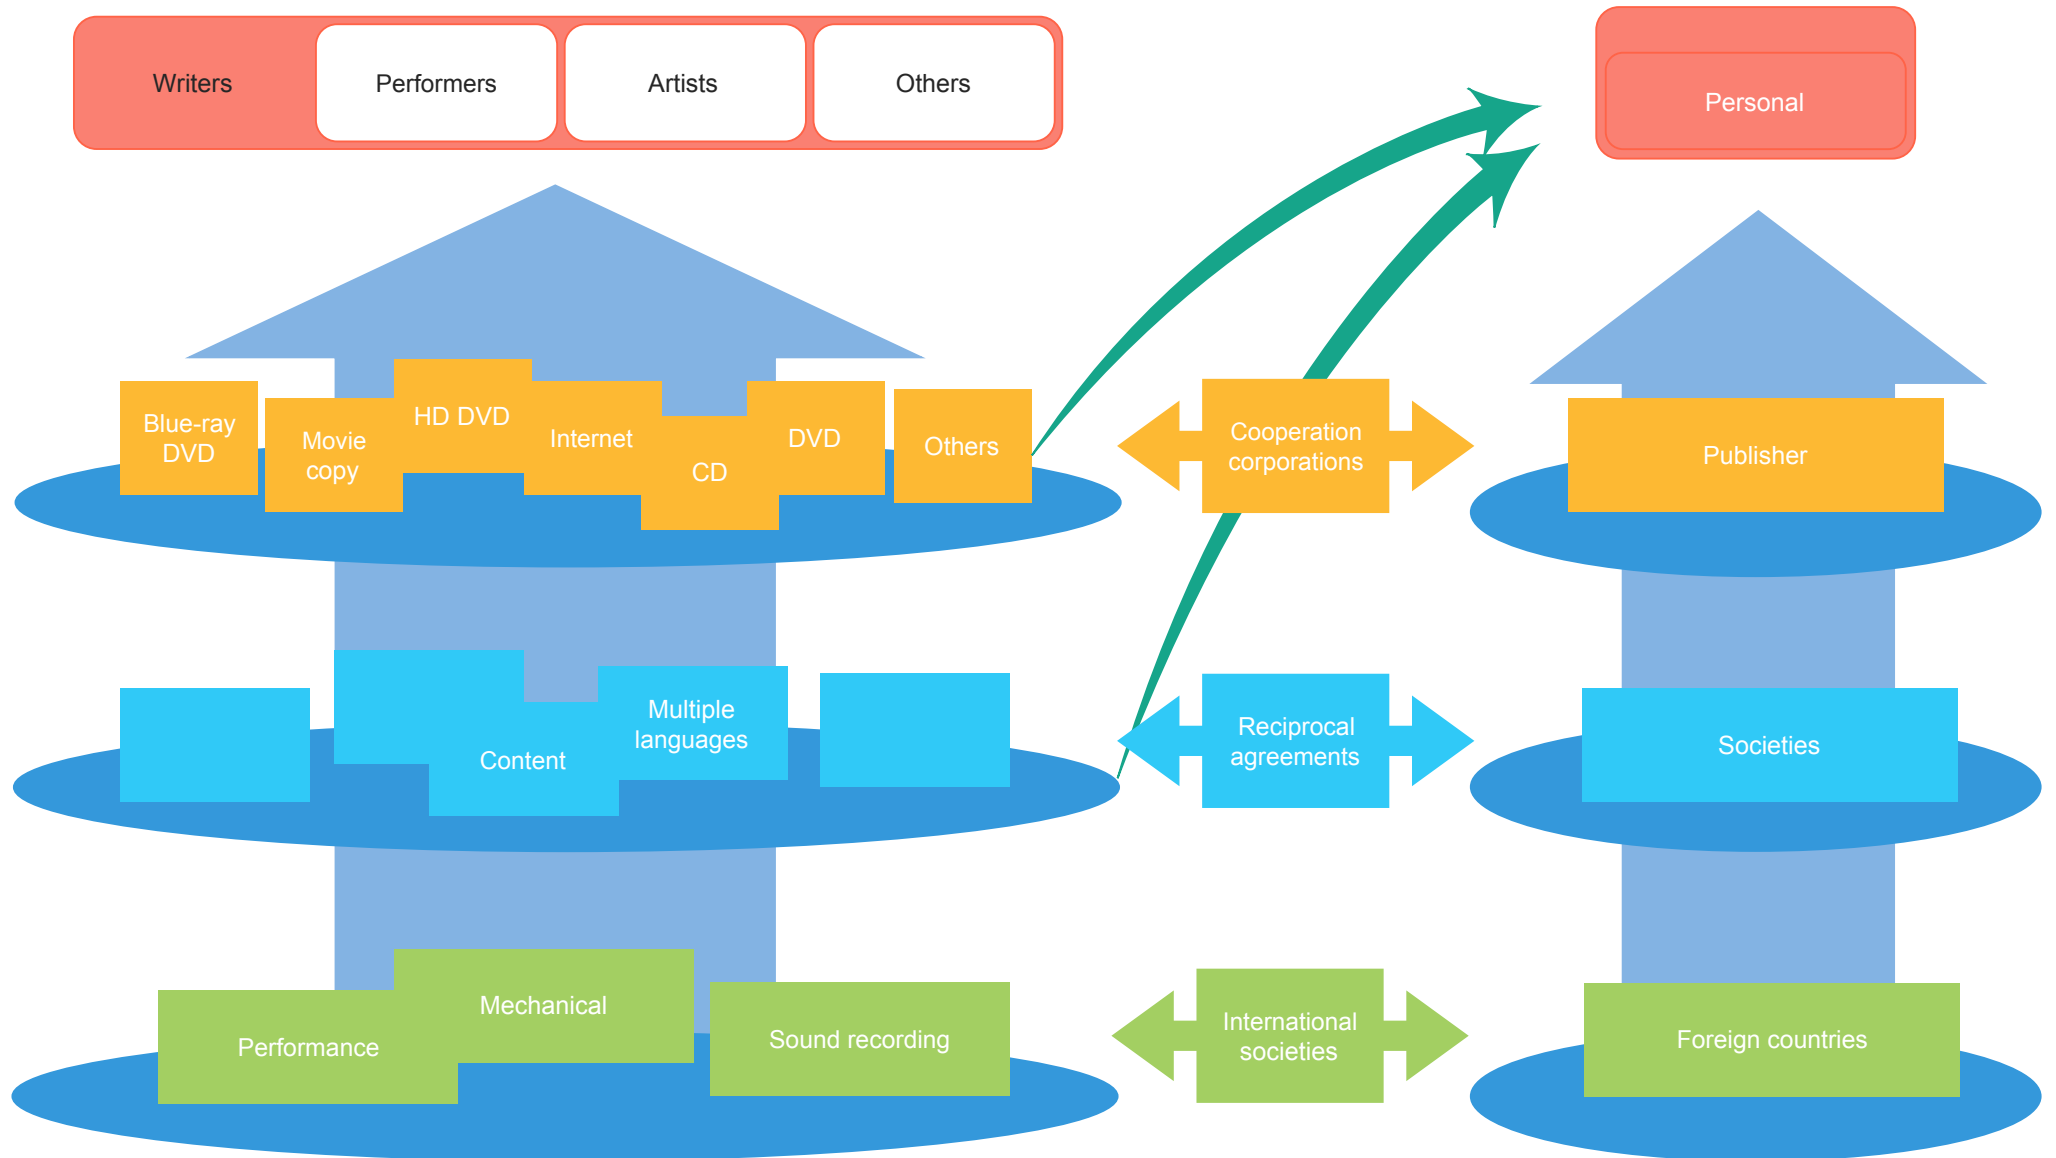 Writers
Performers
Artists
Others
Personal
Blue-ray
DVD
Movie
copy
HD DVD
Internet
CD
DVD
Others
Cooperation
corporations
Publisher
Content
Multiple
languages
Reciprocal
agreements
Societies
Performance
Mechanical
Sound recording
International
societies
Foreign countries